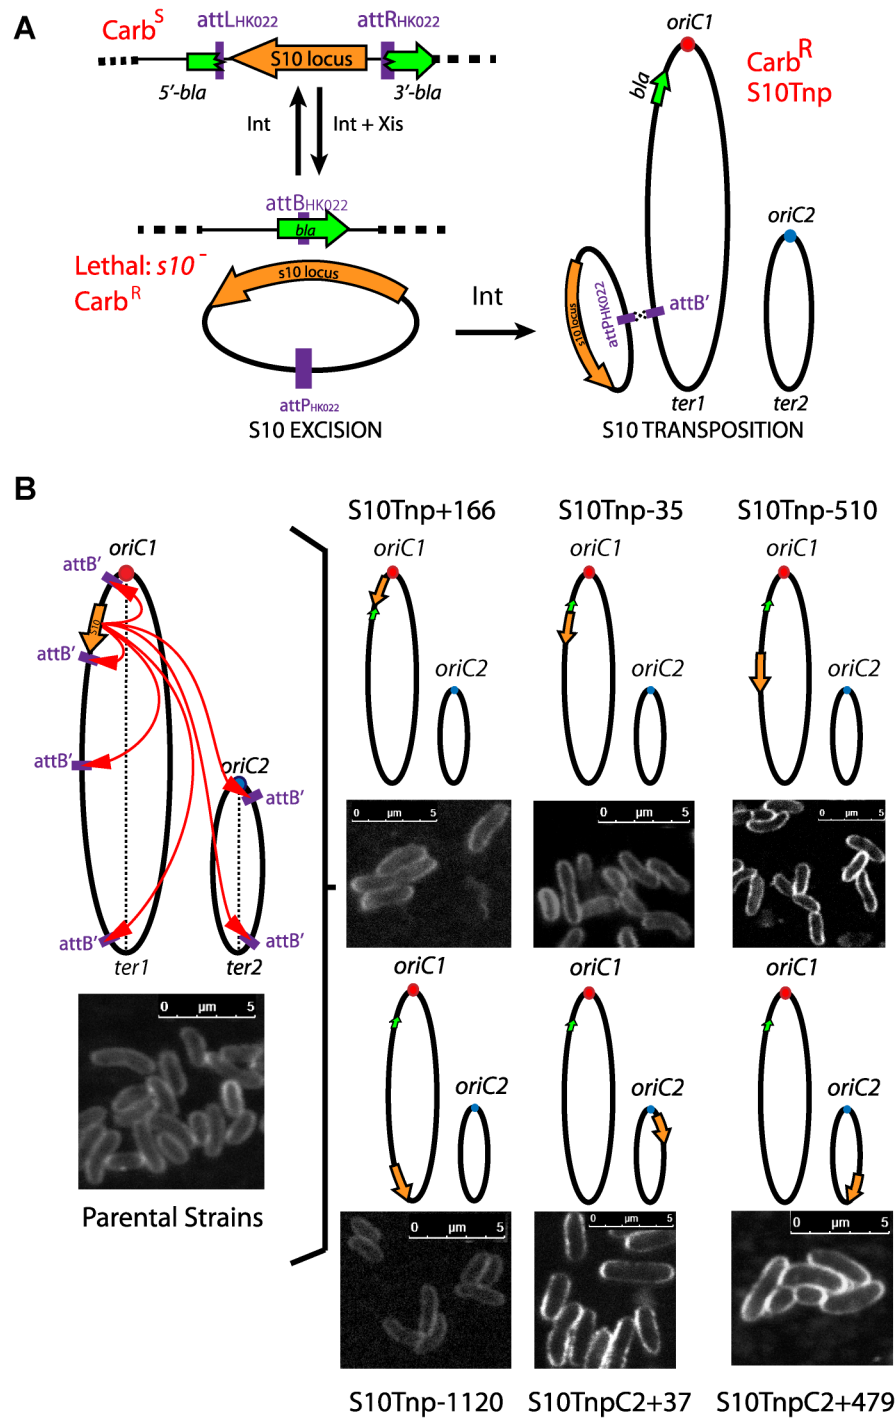 A
attLHK022 attRHK022
CarbS
S10 locus
5’-bla 3’-bla
Int Int + Xis
attBHK022
bla
Lethal: s10-
CarbR
s10 locus
attPHK022
S10 EXCISION
Int
oriC1
CarbR
S10Tnp
bla
oriC2
s10 locus
attPHK022
attB’
ter1 ter2
S10 TRANSPOSITION
B
oriC1
attB’
S10
attB’
attB’
oriC2
attB’
attB’ attB’
ter1 ter2
0 µm 5
Parental Strains
S10Tnp+166 S10Tnp-35 S10Tnp-510
oriC1 oriC1 oriC1
oriC2 oriC2 oriC2
0 µm 5 0 µm 5 0 µm 5
oriC1 oriC1 oriC1
oriC2 oriC2 oriC2
0 µm 5 0 µm 5 0 µm 5
S10Tnp-1120 S10TnpC2+37 S10TnpC2+479